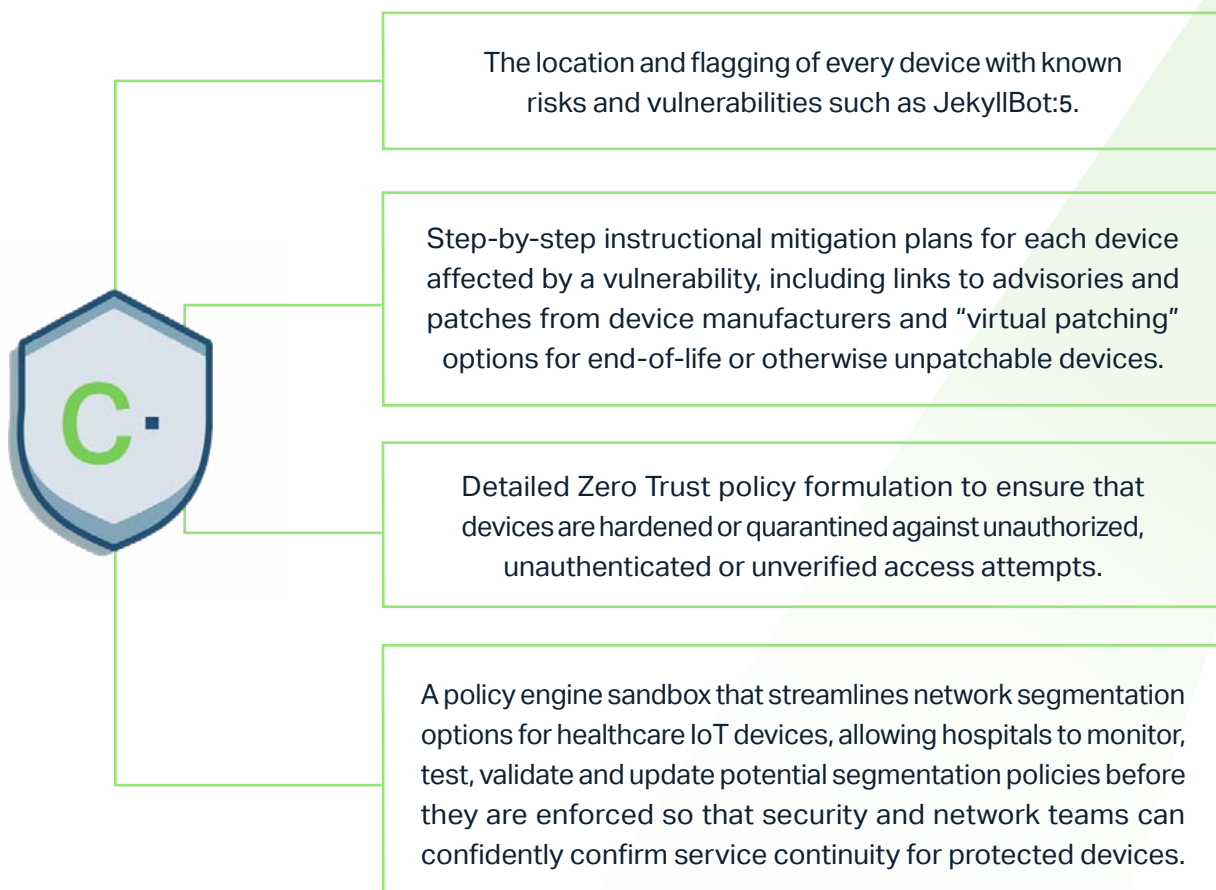 The location and flagging of every device with known
risks and vulnerabilities such as JekyllBot:5.
Step-by-step instructional mitigation plans for each device
affected by a vulnerability, including links to advisories and
patches from device manufacturers and “virtual patching”
options for end-of-life or otherwise unpatchable devices.
C·
Detailed Zero Trust policy formulation to ensure that
devices are hardened or quarantined against unauthorized,
unauthenticated or unverified access attempts.
A policy engine sandbox that streamlines network segmentation
options for healthcare IoT devices, allowing hospitals to monitor,
test, validate and update potential segmentation policies before
they are enforced so that security and network teams can
confidently confirm service continuity for protected devices.